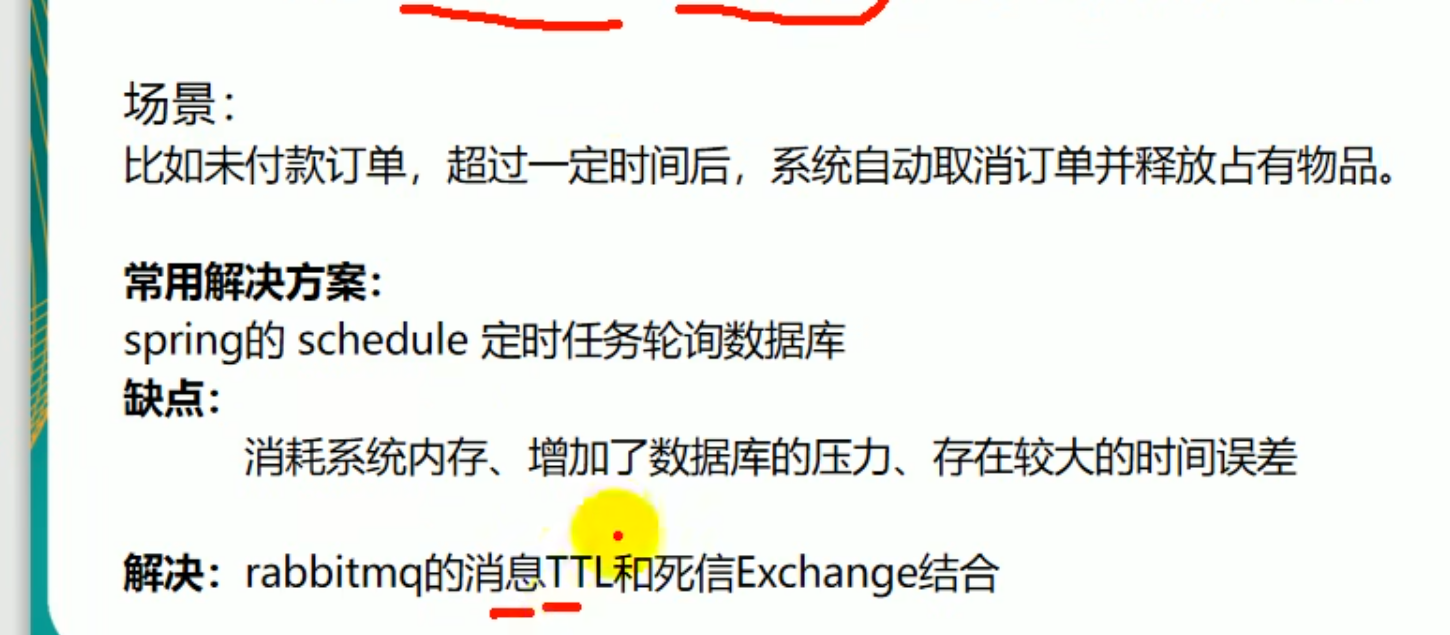 场景：
比如未付款订单，超过一定时间后，系统自动取消订单并释放占有物品。
常用解决方案：
spring的 schedule 定时任务轮询数据库
缺点：
消耗系统内存、增加了数据库的压力、存在较大的时间误差
解决：rabbitmq的消息TTL和死信Exchange结合